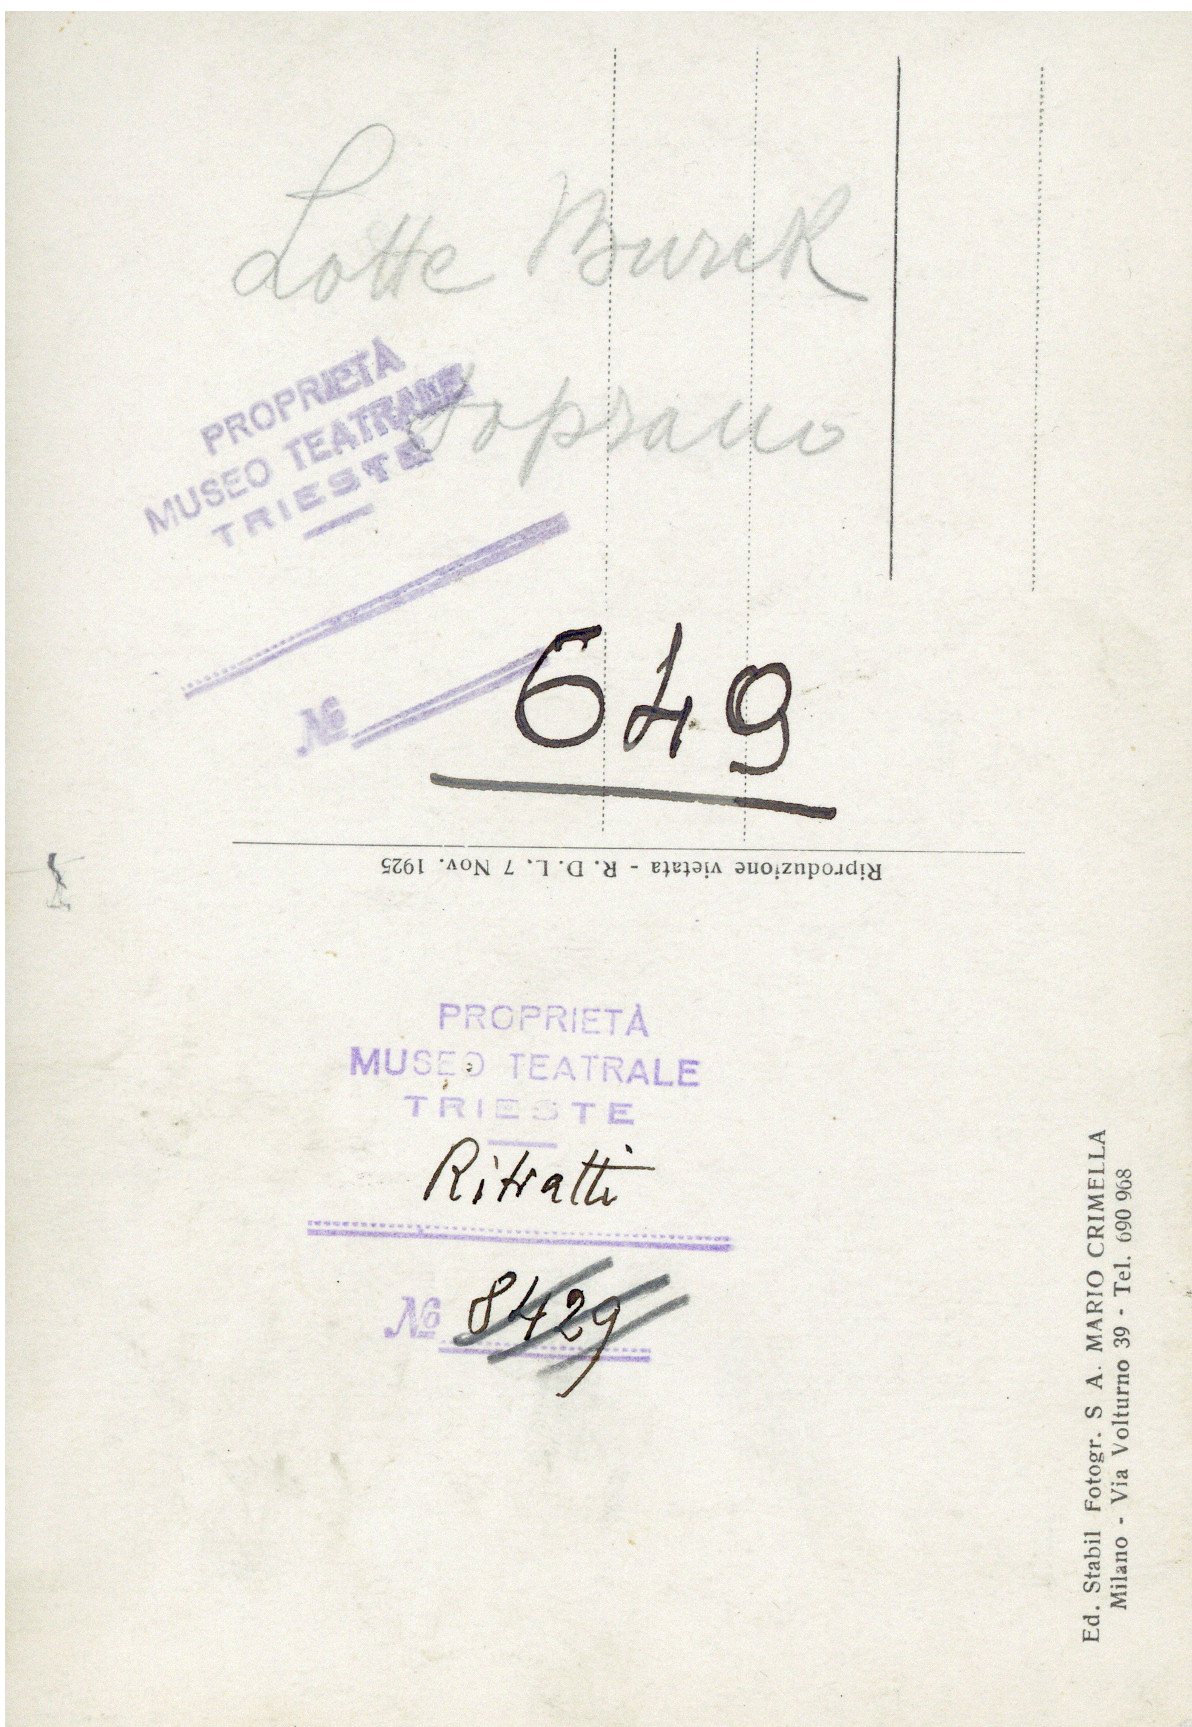 Lotte Burck
Soprano
PROPRIETÀ
MUSEO TEATRALE
TRIESTE
№
649
Riproduzione vietata - R. D. L. 7 Nov. 1925
PROPRIETÀ
MUSEO TEATRALE
TRIESTE
Ritratti
№ 8429
Ed. Stabil Fotogr. S A. MARIO CRIMELLA
Milano - Via Volturno 39 - Tel. 690 968